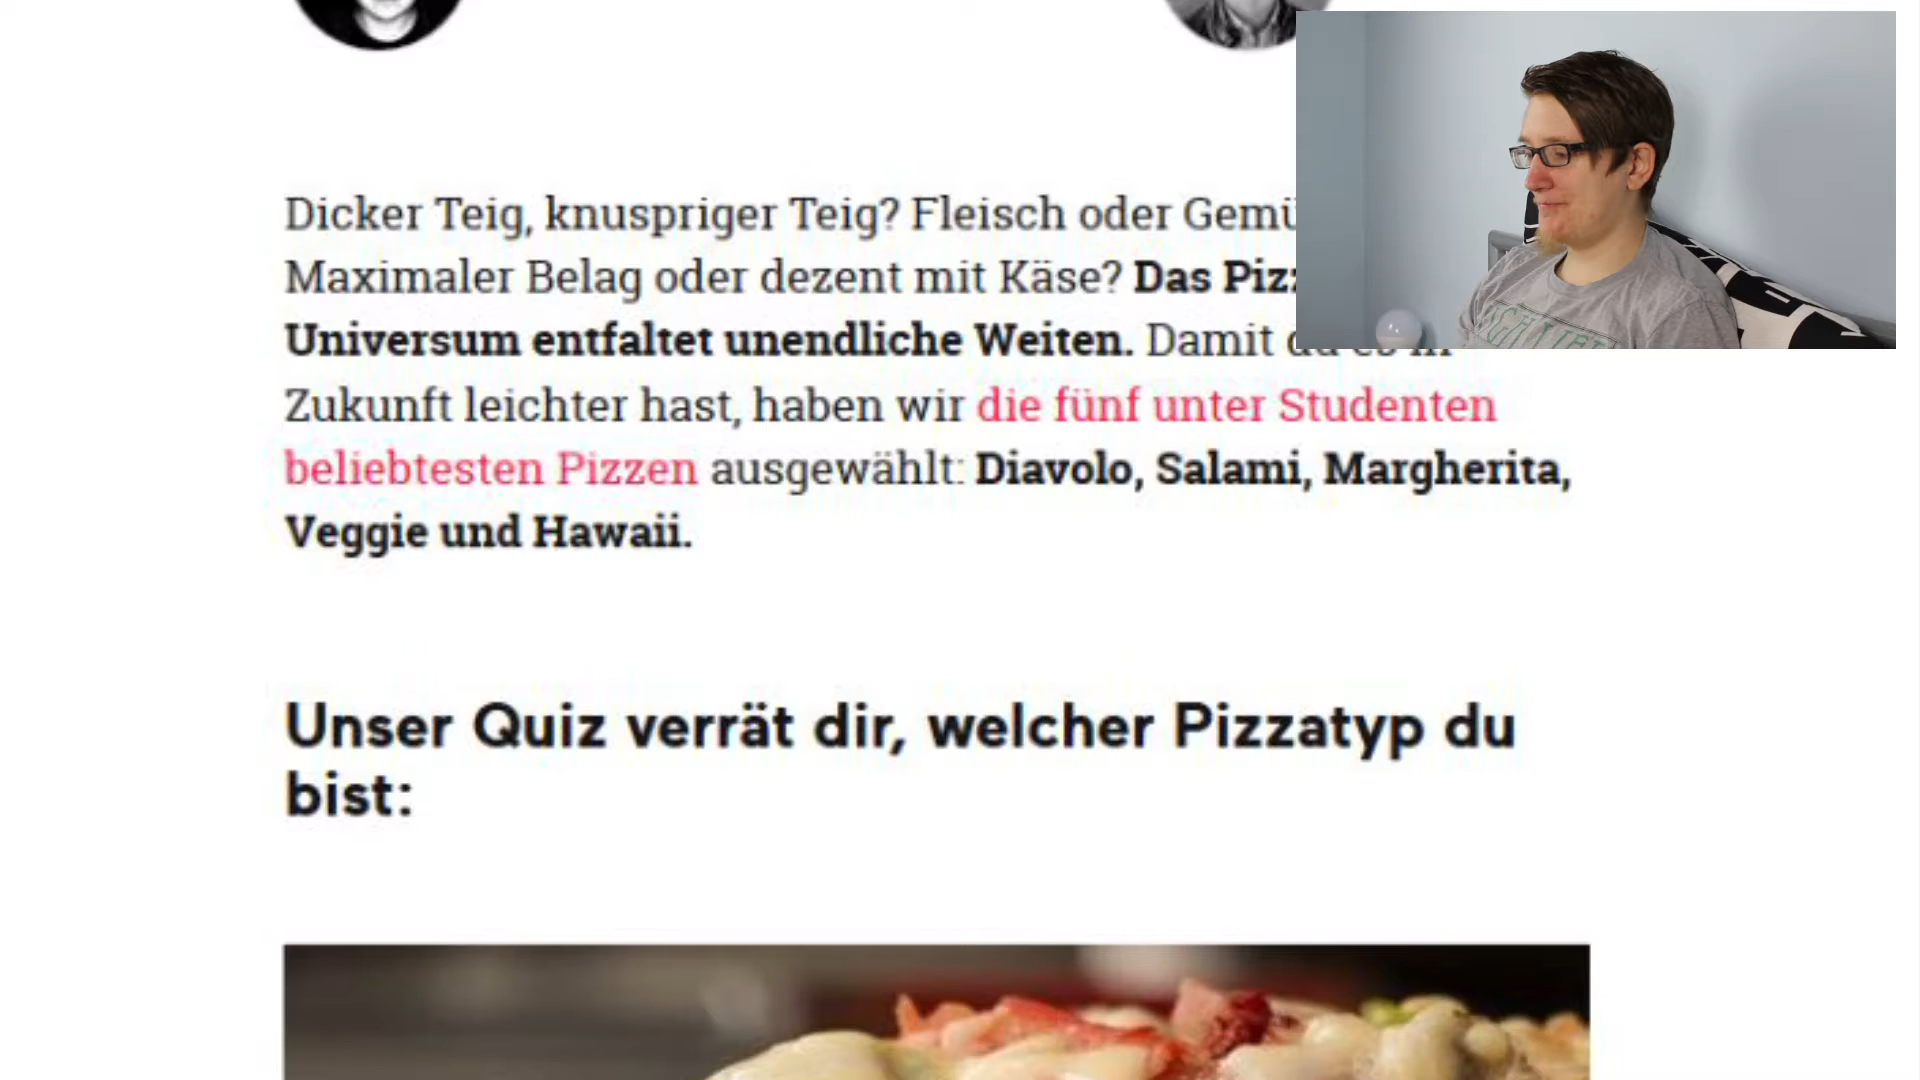 Dicker Teig, knuspriger Teig? Fleisch oder
Maximaler Belag oder dezent mit Käse? Das
Universum entfaltet unendliche Weiten. Damit
Zukunft leichter hast, haben wir die fünf unter Studenten
beliebtesten Pizzen ausgewählt: Diavolo, Salami, Margherita,
Veggie und Hawaii.
Unser Quiz verrät dir, welcher Pizzatyp du
bist: